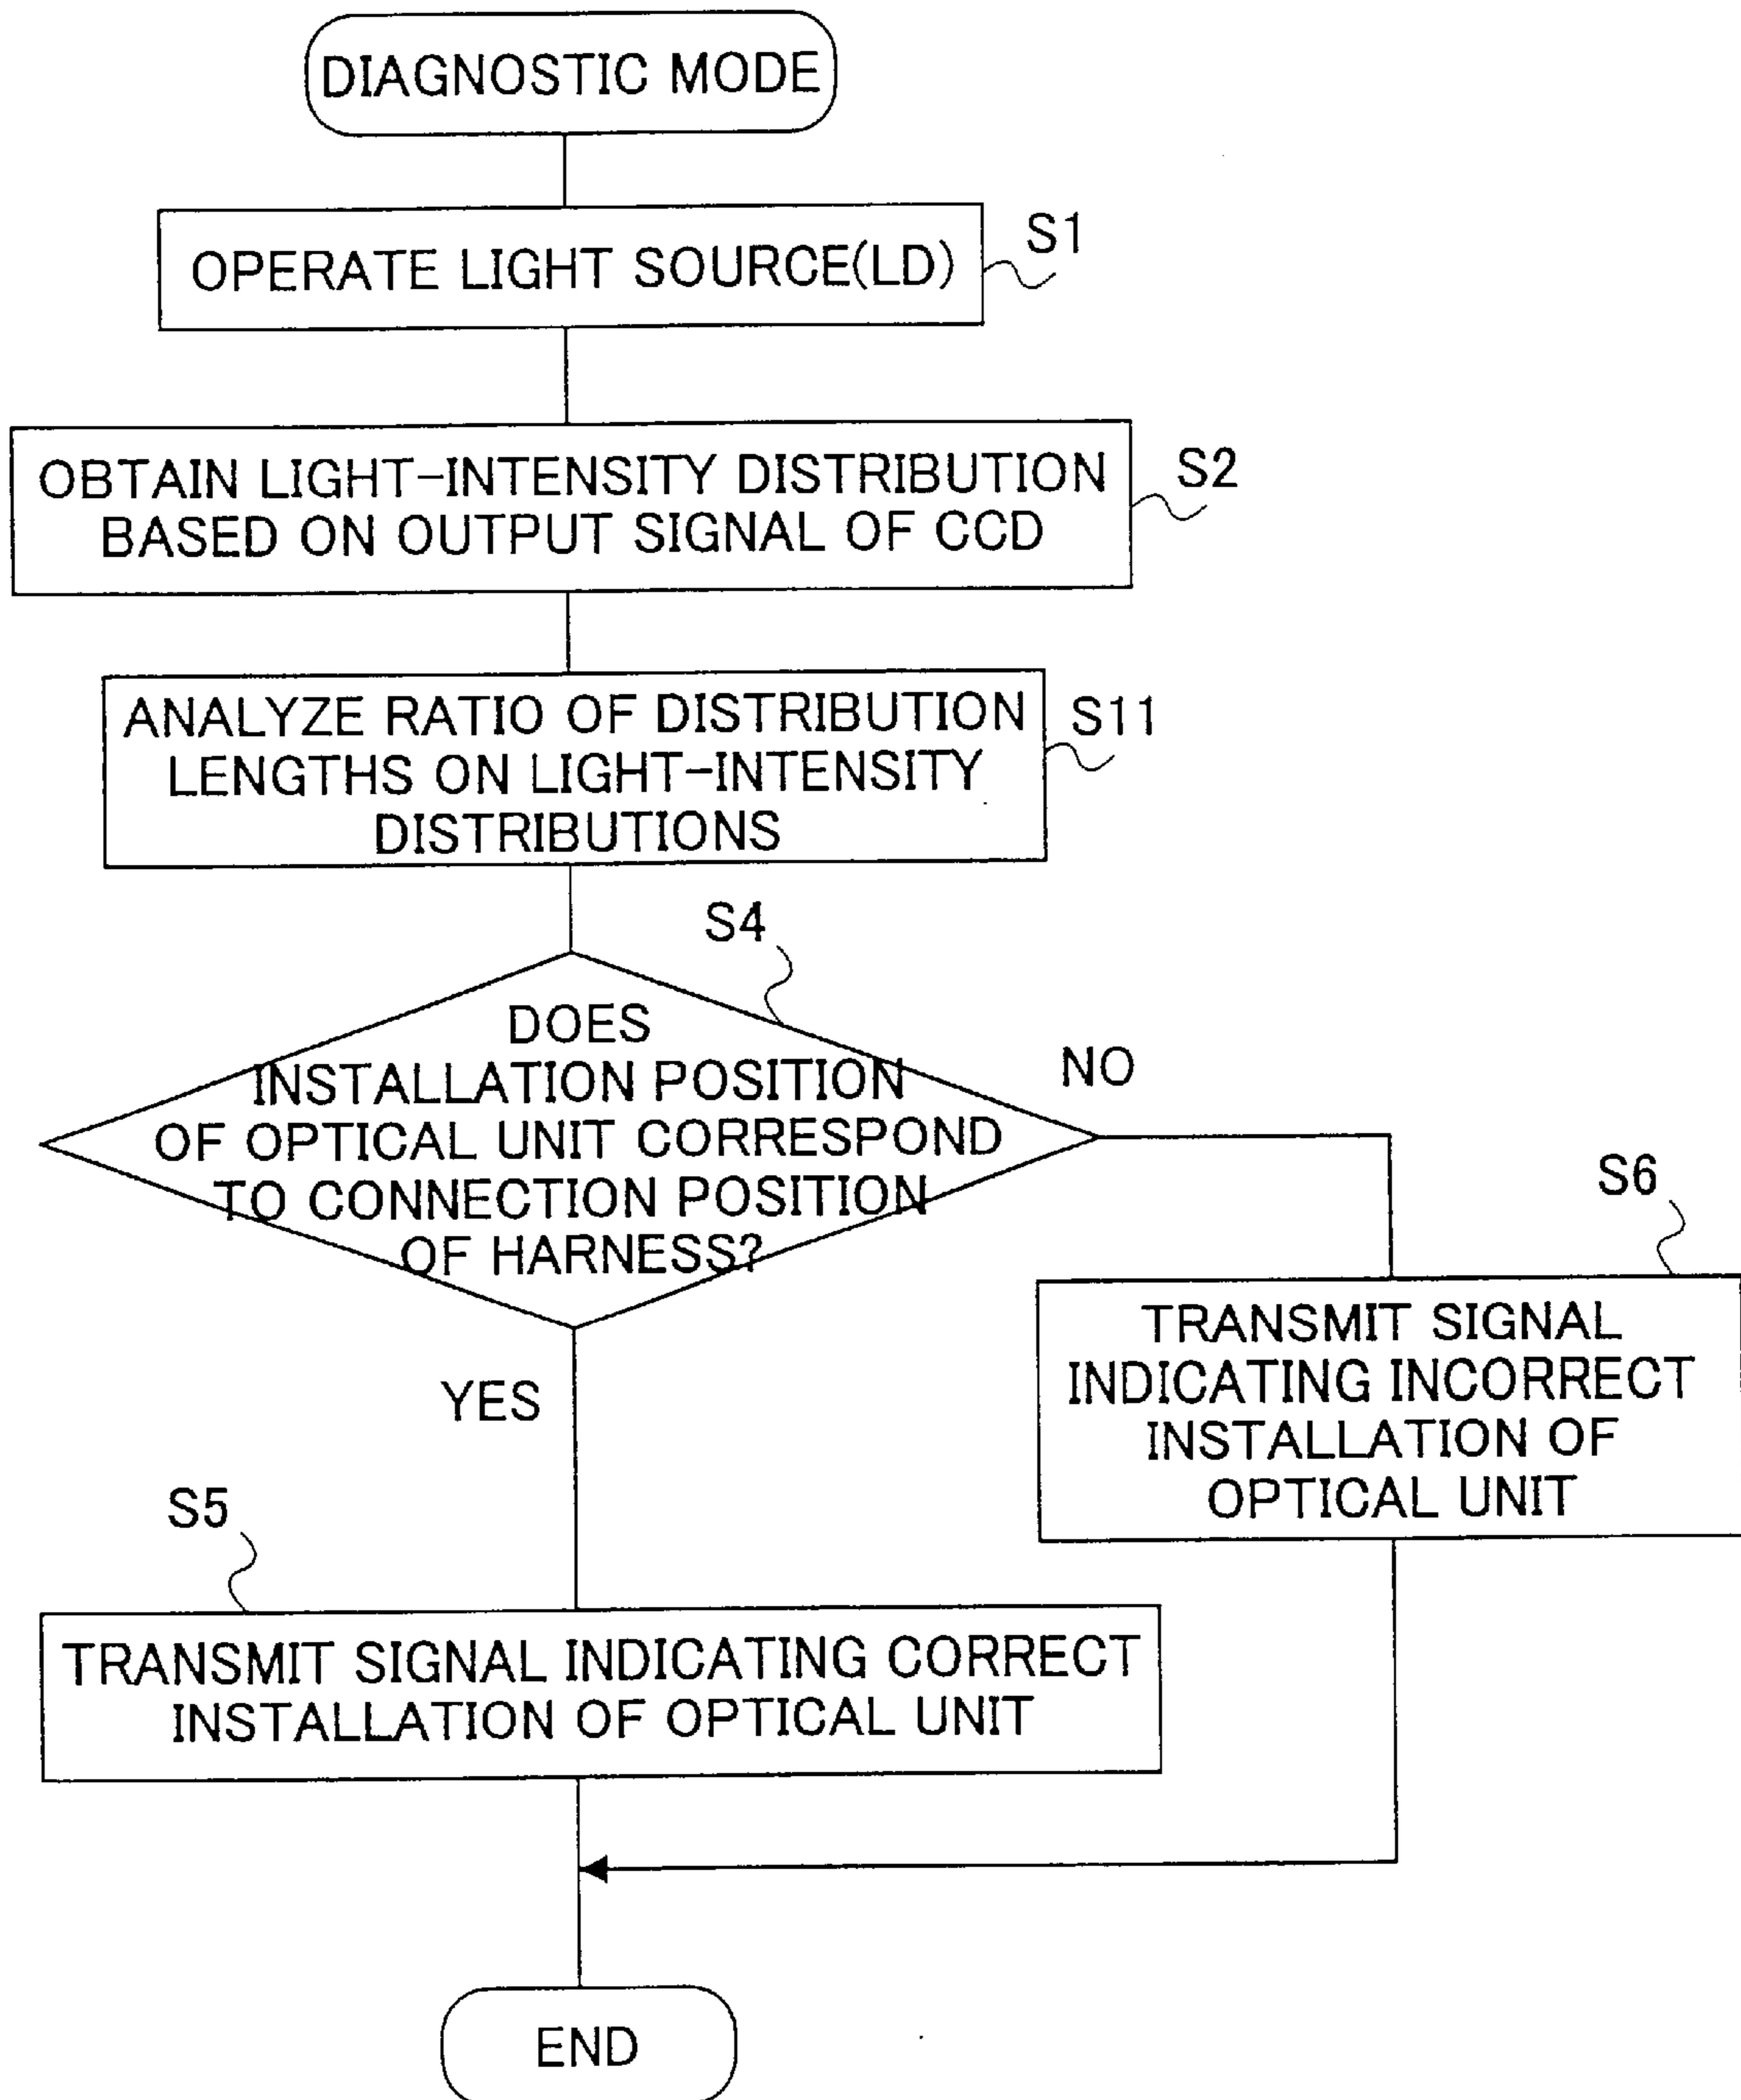 DIAGNOSTIC MODE
OPERATE LIGHT SOURCE(LD)
S1
OBTAIN LIGHT-INTENSITY DISTRIBUTION
BASED ON OUTPUT SIGNAL OF CCD
S2
ANALYZE RATIO OF DISTRIBUTION
LENGTHS ON LIGHT-INTENSITY
DISTRIBUTIONS
S11
S4
DOES
INSTALLATION POSITION
OF OPTICAL UNIT CORRESPOND
TO CONNECTION POSITION
OF HARNESS?
NO
YES
S6
TRANSMIT SIGNAL
INDICATING INCORRECT
INSTALLATION OF
OPTICAL UNIT
S5
TRANSMIT SIGNAL INDICATING CORRECT
INSTALLATION OF OPTICAL UNIT
END